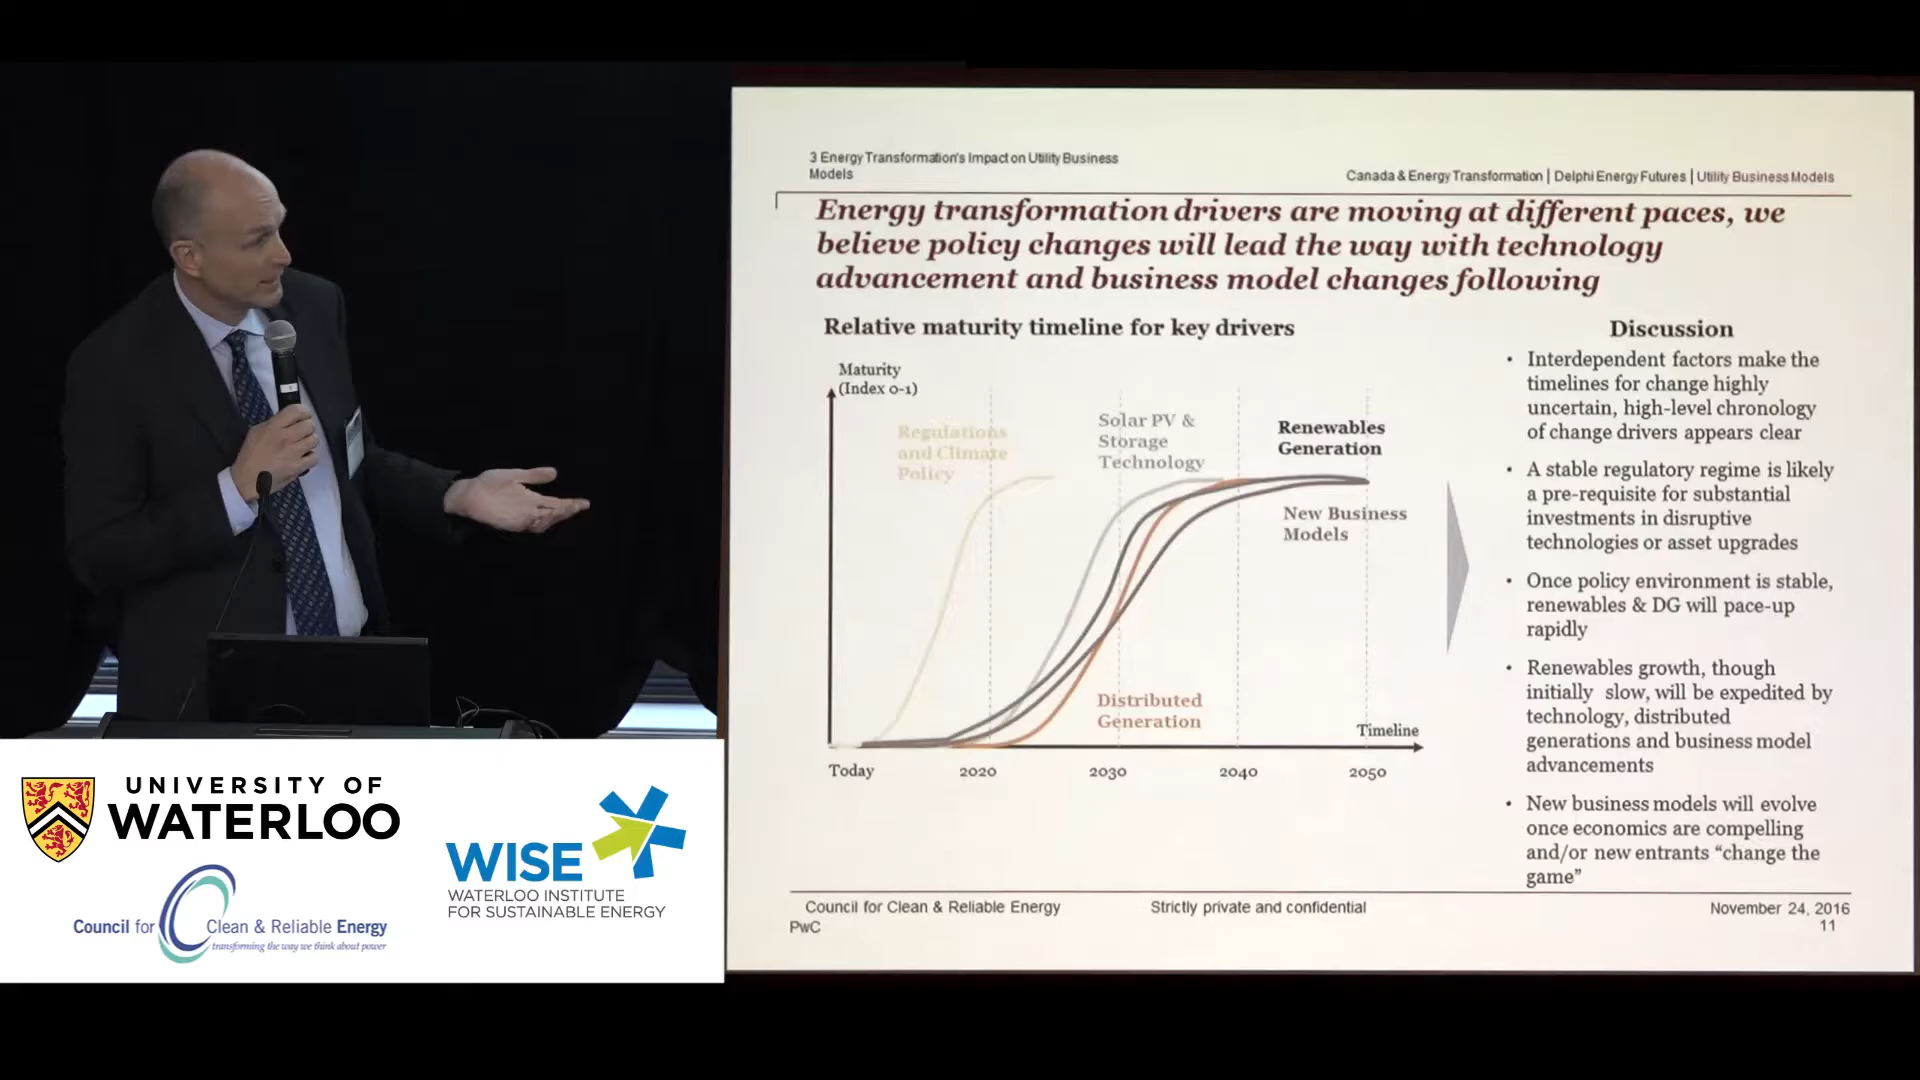 3 Energy Transformation's Impact on Utility Business
Models
Canada & Energy Transformation | Delphi Energy Futures | Utility Business Models
Energy transformation drivers are moving at different paces, we
believe policy changes will lead the way with technology
advancement and business model changes following
Relative maturity timeline for key drivers
Maturity
(Index 0-1)
Regulations
and Climate
Policy
Solar PV &
Storage
Technology
Renewables
Generation
New Business
Models
Distributed
Generation
Timeline
Today
2020
2030
2040
2050
Discussion
• Interdependent factors make the
timelines for change highly
uncertain, high-level chronology
of change drivers appears clear
• A stable regulatory regime is likely
a pre-requisite for substantial
investments in disruptive
technologies or asset upgrades
• Once policy environment is stable,
renewables & DG will pace-up
rapidly
• Renewables growth, though
initially slow, will be expedited by
technology, distributed
generations and business model
advancements
• New business models will evolve
once economics are compelling
and/or new entrants “change the
game”
Council for Clean & Reliable Energy
Strictly private and confidential
November 24, 2016
PwC
11
UNIVERSITY OF
WATERLOO
WISE
WATERLOO INSTITUTE
FOR SUSTAINABLE ENERGY
Council for Clean & Reliable Energy
transforming the way we think about power